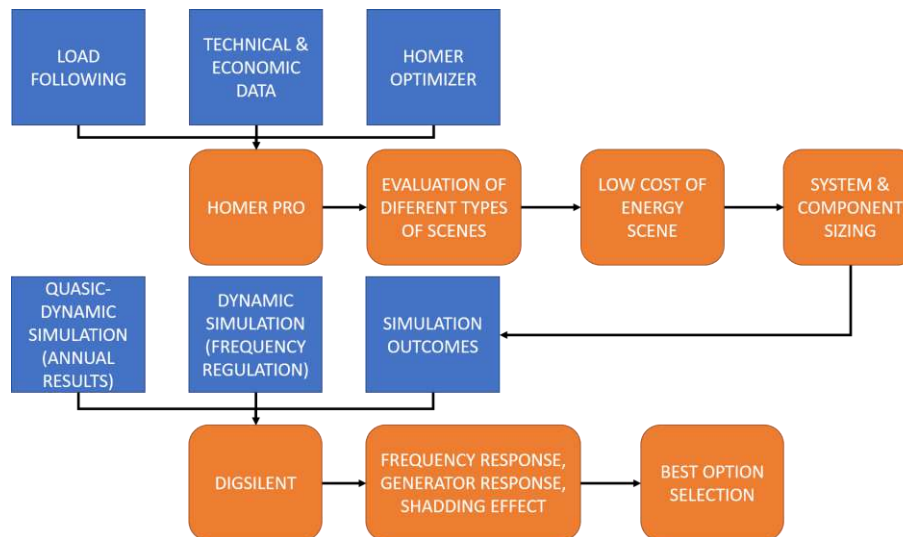 LOAD
FOLLOWING
TECHNICAL &
ECONOMIC
DATA
HOMER
OPTIMIZER
HOMER PRO
EVALUATION OF
DIFERENT TYPES
OF SCENES
LOW COST OF
ENERGY
SCENE
SYSTEM &
COMPONENT
SIZING
QUASIC-
DYNAMIC
SIMULATION
(ANNUAL
RESULTS)
DYNAMIC
SIMULATION
(FREQUENCY
REGULATION)
SIMULATION
OUTCOMES
DIGSILENT
FREQUENCY RESPONSE,
GENERATOR RESPONSE,
SHADDING EFFECT
BEST OPTION
SELECTION